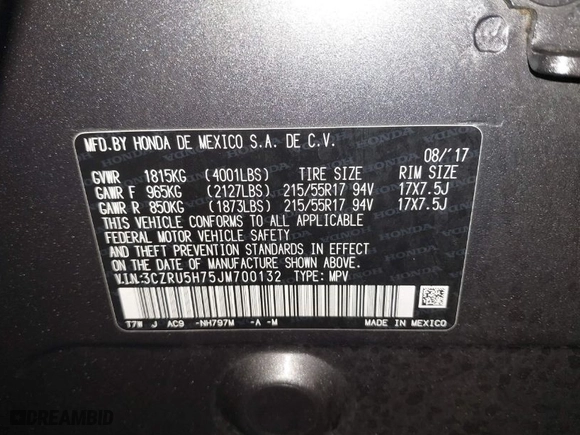 MFD.BY HONDA DE MEXICO S.A. DE C.V.
08/'17
GVWR 1815KG (4001LBS) TIRE SIZE RIM SIZE
GAWR F 965KG (2127LBS) 215/55R17 94V 17X7.5J
GAWR R 850KG (1873LBS) 215/55R17 94V 17X7.5J
THIS VEHICLE CONFORMS TO ALL APPLICABLE
FEDERAL MOTOR VEHICLE SAFETY
AND THEFT PREVENTION STANDARDS IN EFFECT
ON THE DATE OF MANUFACTURE SHOWN ABOVE.
V.I.N:3CZRU5H75JM700132 TYPE: MPV
T7W J AC9 -NH797M -A -M
MADE IN MEXICO
DREAMBID